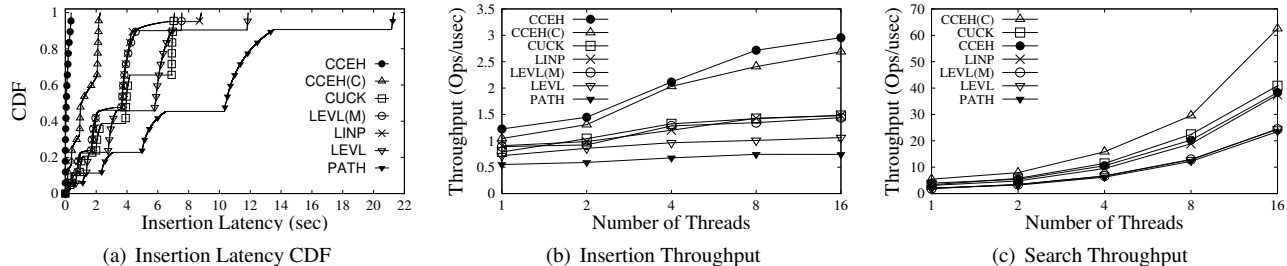 CDF
1
0.8
0.6
0.4
0.2
0
CCEH
CCEH(C)
CUCK
LEVL(M)
LINP
LEVL
PATH
0 2 4 6 8 10 12 14 16 18 20 22
Insertion Latency (sec)
(a) Insertion Latency CDF
Throughput (Ops/usec)
3.5
3
2.5
2
1.5
1
0.5
0
CCEH
CCEH(C)
CUCK
LINP
LEVL(M)
LEVL
PATH
1 2 4 8 16
Number of Threads
(b) Insertion Throughput
Throughput (Ops/usec)
70
60
50
40
30
20
10
0
CCEH(C)
CUCK
CCEH
LINP
LEVL(M)
LEVL
PATH
1 2 4 8 16
Number of Threads
(c) Search Throughput